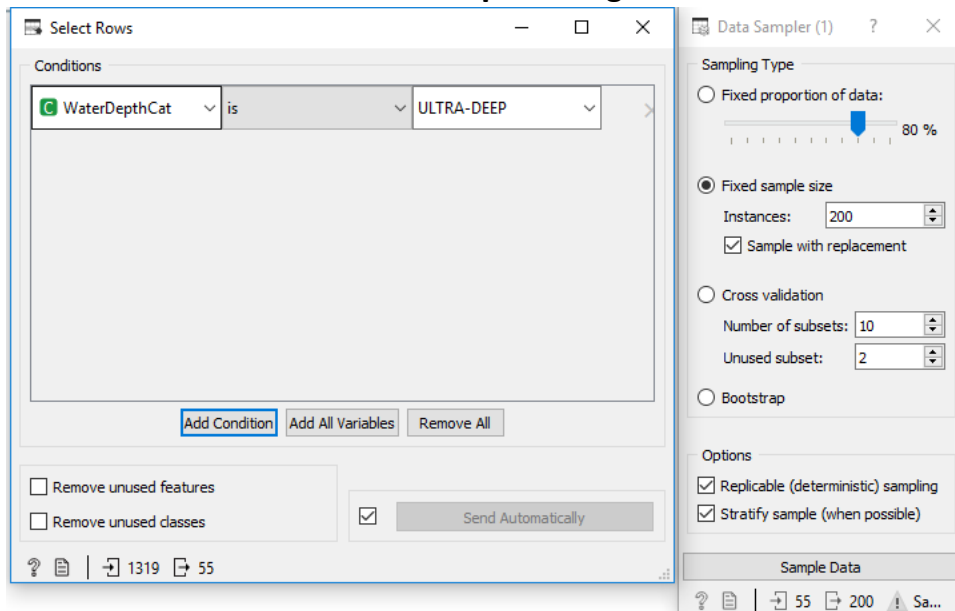 Select Rows
Conditions
C WaterDepthCat is ULTRA-DEEP
Add Condition Add All Variables Remove All
Remove unused features
Remove unused classes
Send Automatically
? 1319 55
Data Sampler (1) ?
Sampling Type
Fixed proportion of data:
80 %
Fixed sample size
Instances: 200
Sample with replacement
Cross validation
Number of subsets: 10
Unused subset: 2
Bootstrap
Options
Replicable (deterministic) sampling
Stratify sample (when possible)
Sample Data
? 55 200 Sa...